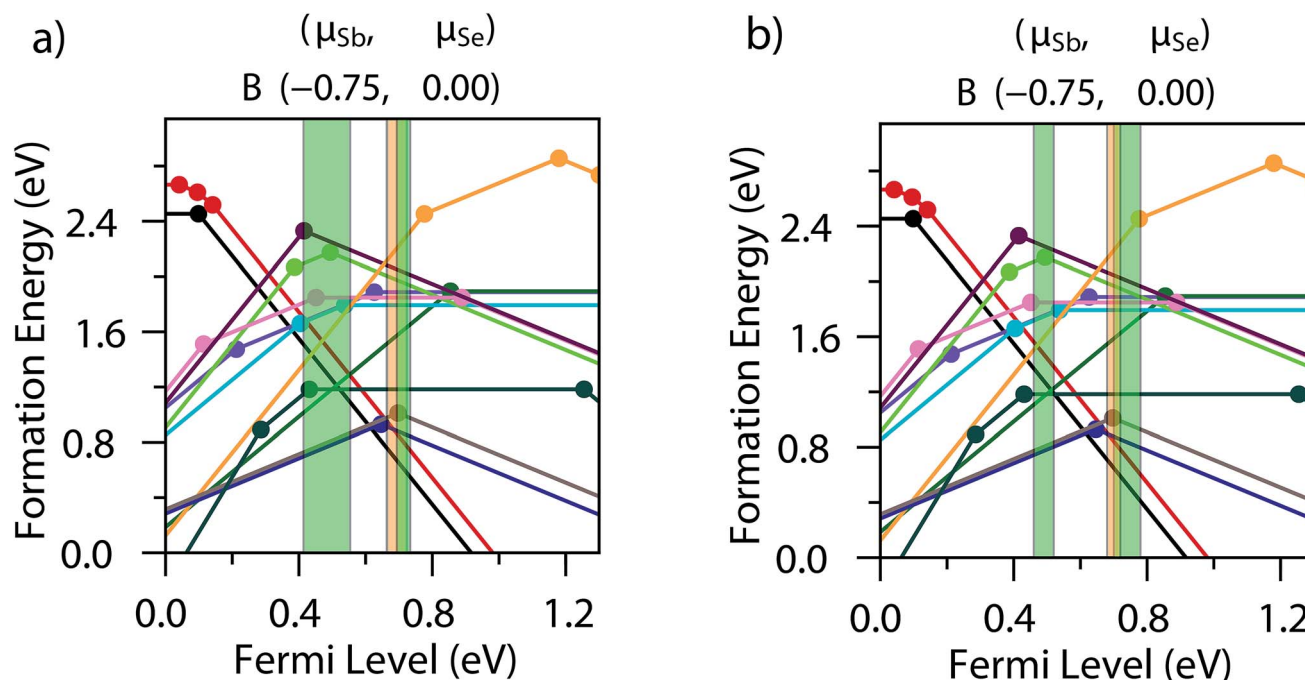 a)
(μSb, μSe)
B (−0.75, 0.00)
Formation Energy (eV)
2.4
1.6
0.8
0.0
0.0 0.4 0.8 1.2
Fermi Level (eV)
b)
(μSb, μSe)
B (−0.75, 0.00)
Formation Energy (eV)
2.4
1.6
0.8
0.0
0.0 0.4 0.8 1.2
Fermi Level (eV)